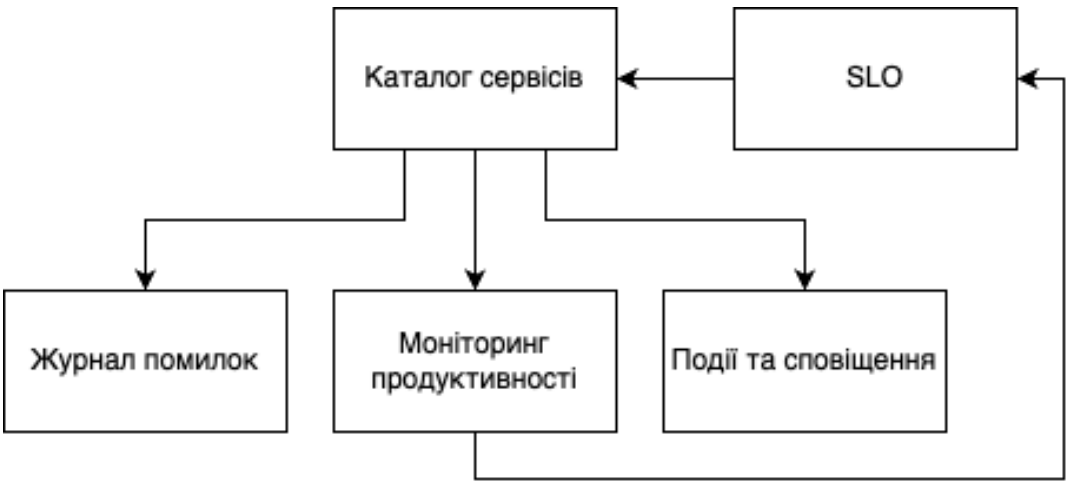 Каталог сервісів
SLO
Журнал помилок
Моніторинг
продуктивності
Події та сповіщення